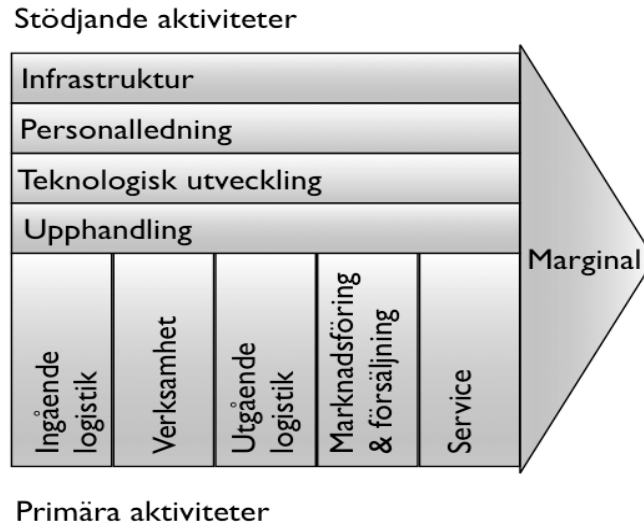 Stödjande aktiviteter
Infrastruktur
Personalledning
Teknologisk utveckling
Upphandling
Marginal
Ingående
logistik
Verksamhet
Utgående
logistik
Marknadsföring
& försäljning
Service
Primära aktiviteter